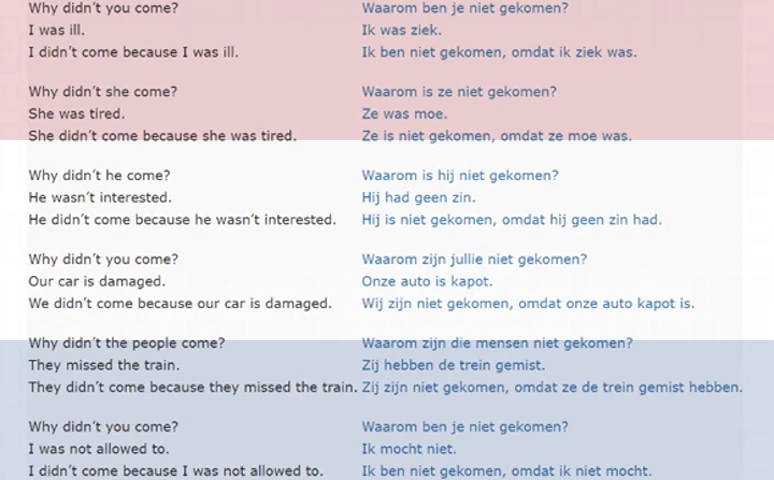 Why didn't you come? Waarom ben je niet gekomen?
I was ill. Ik was ziek.
I didn't come because I was ill. Ik ben niet gekomen, omdat ik ziek was.
Why didn't she come? Waarom is ze niet gekomen?
She was tired. Ze was moe.
She didn't come because she was tired. Ze is niet gekomen, omdat ze moe was.
Why didn't he come? Waarom is hij niet gekomen?
He wasn't interested. Hij had geen zin.
He didn't come because he wasn't interested. Hij is niet gekomen, omdat hij geen zin had.
Why didn't you come? Waarom zijn jullie niet gekomen?
Our car is damaged. Onze auto is kapot.
We didn't come because our car is damaged. Wij zijn niet gekomen, omdat onze auto kapot is.
Why didn't the people come? Waarom zijn die mensen niet gekomen?
They missed the train. Zij hebben de trein gemist.
They didn't come because they missed the train. Zij zijn niet gekomen, omdat ze de trein gemist hebben.
Why didn't you come? Waarom ben je niet gekomen?
I was not allowed to. Ik mocht niet.
I didn't come because I was not allowed to. Ik ben niet gekomen, omdat ik niet mocht.